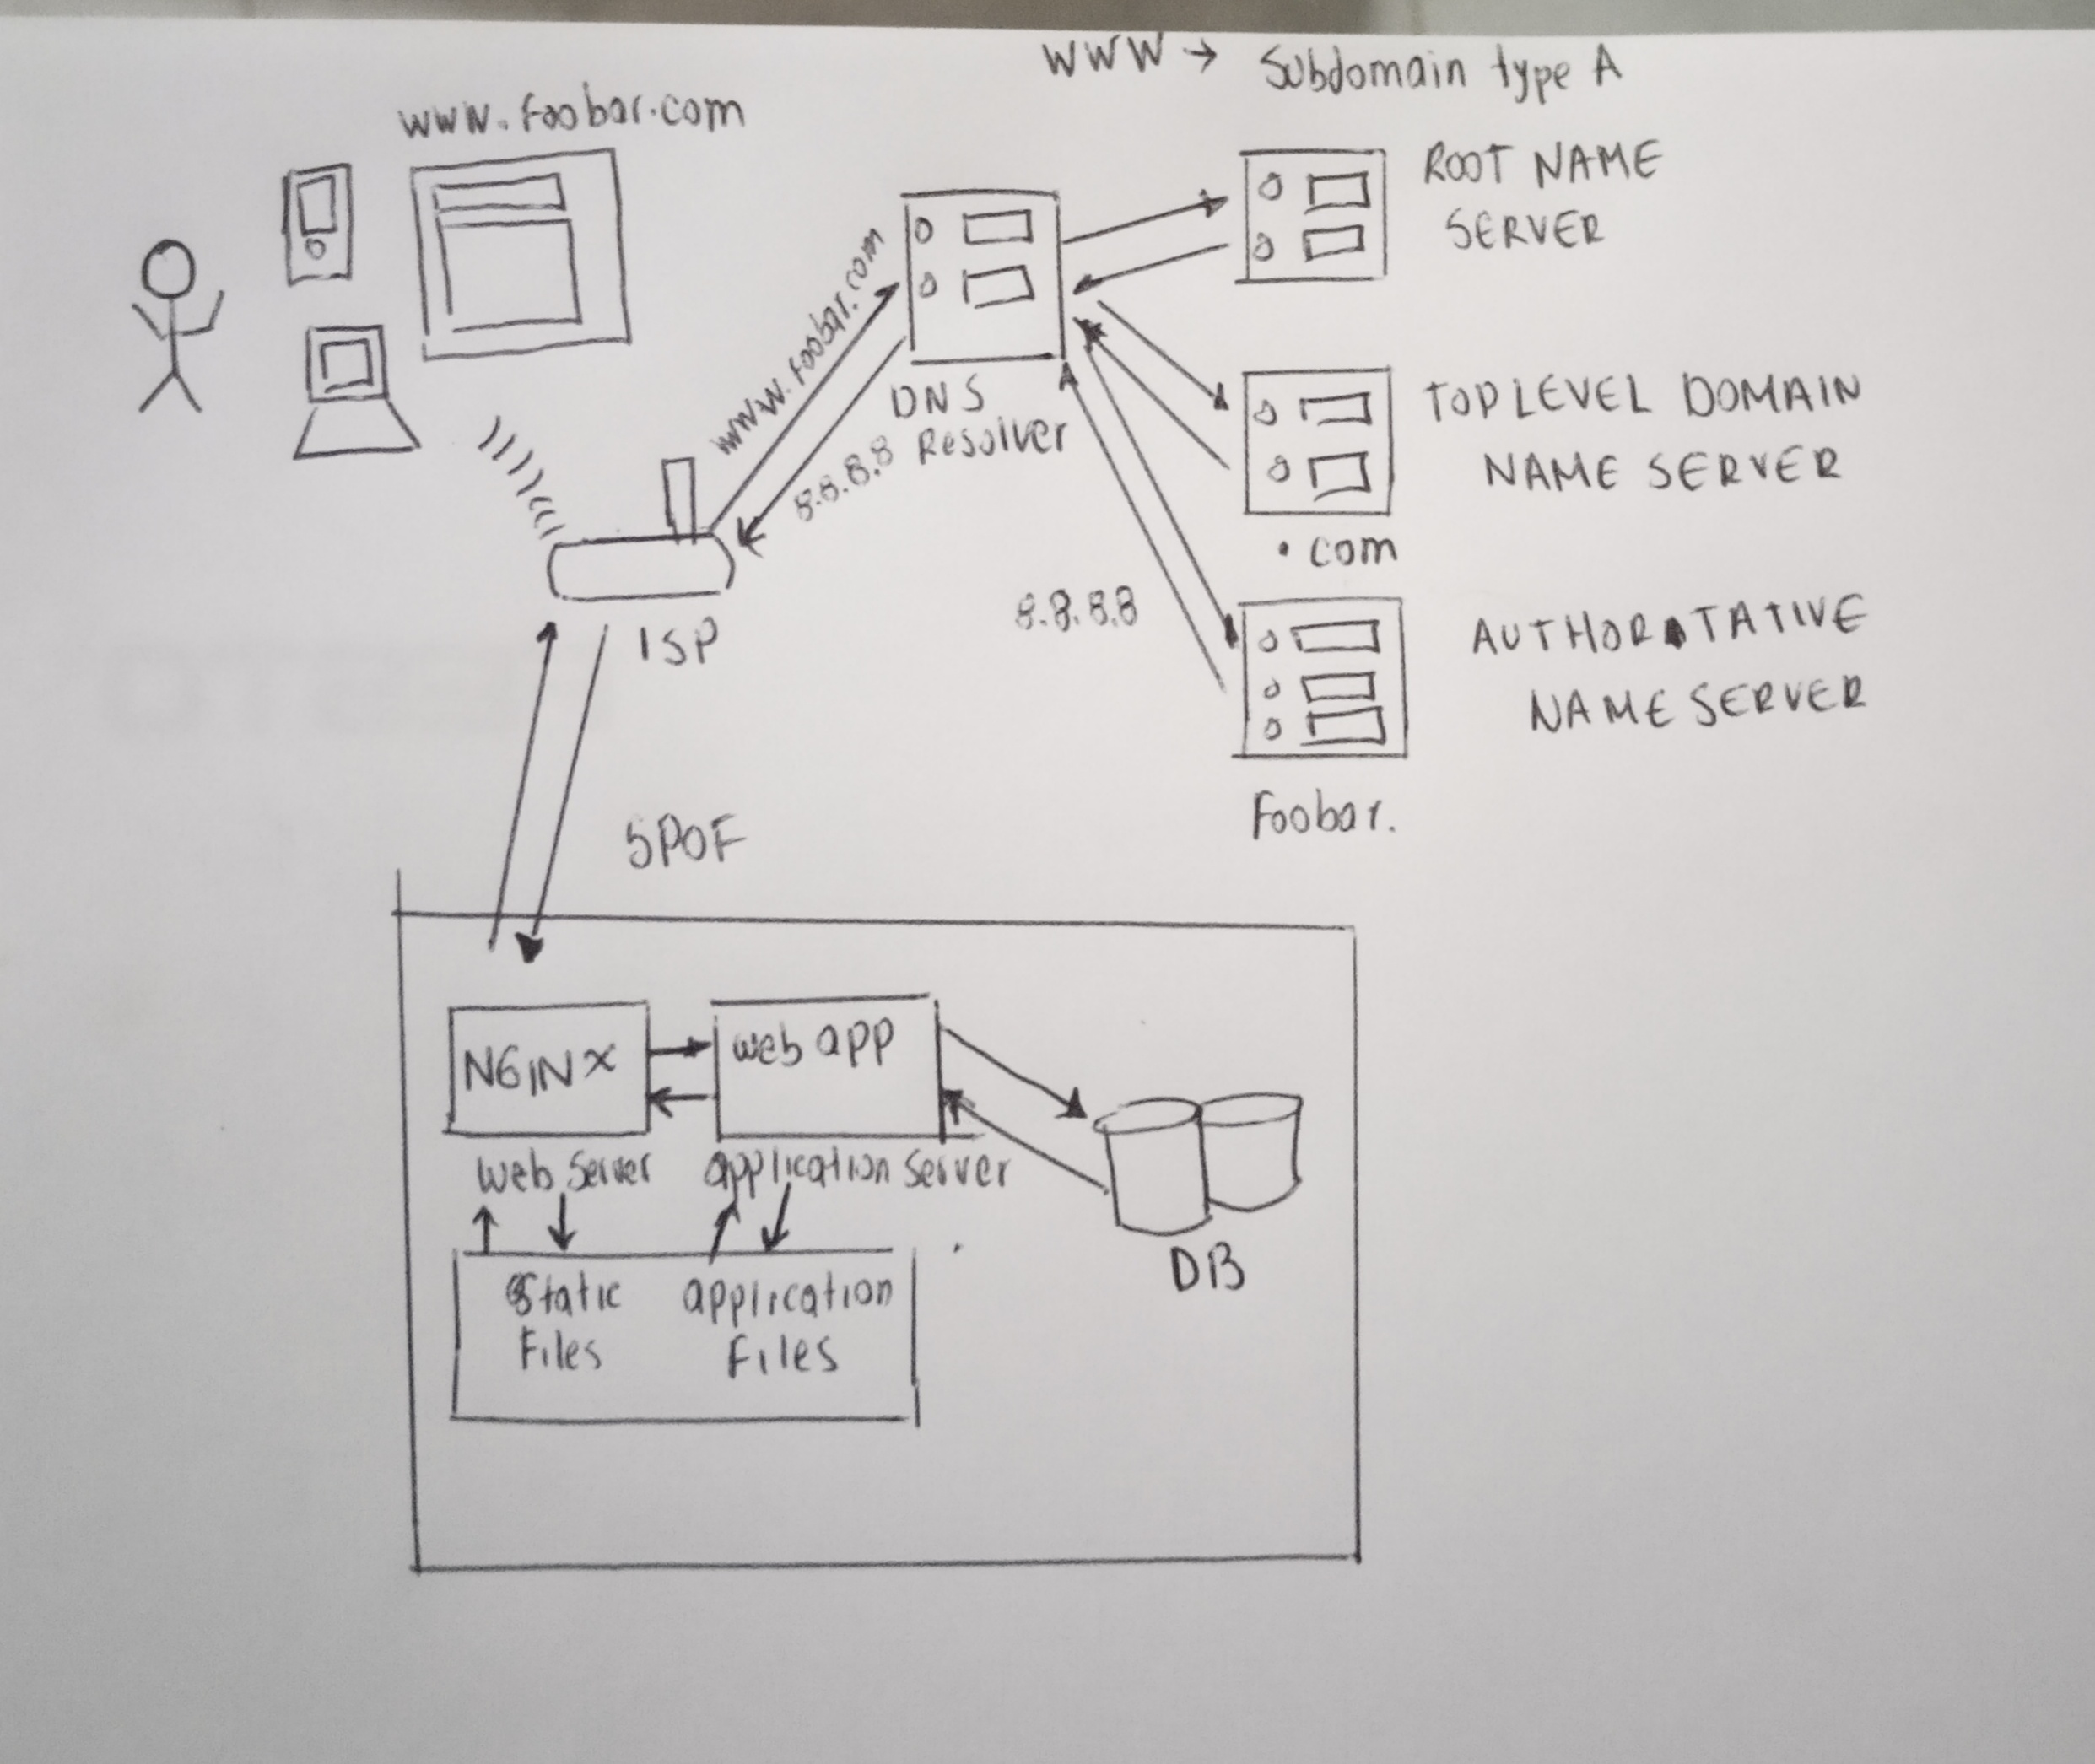 WWW → Subdomain type A
www.foobar.com
ROOT NAME
SERVER
www.foobar.com
DNS
Resolver
8.8.8.8
TOP LEVEL DOMAIN
NAME SERVER
.com
8.8.8.8
AUTHORITATIVE
NAME SERVER
Foobar.
ISP
SPOF
NGINX
web app
Web Server
application Server
Static
Files
application
Files
DB